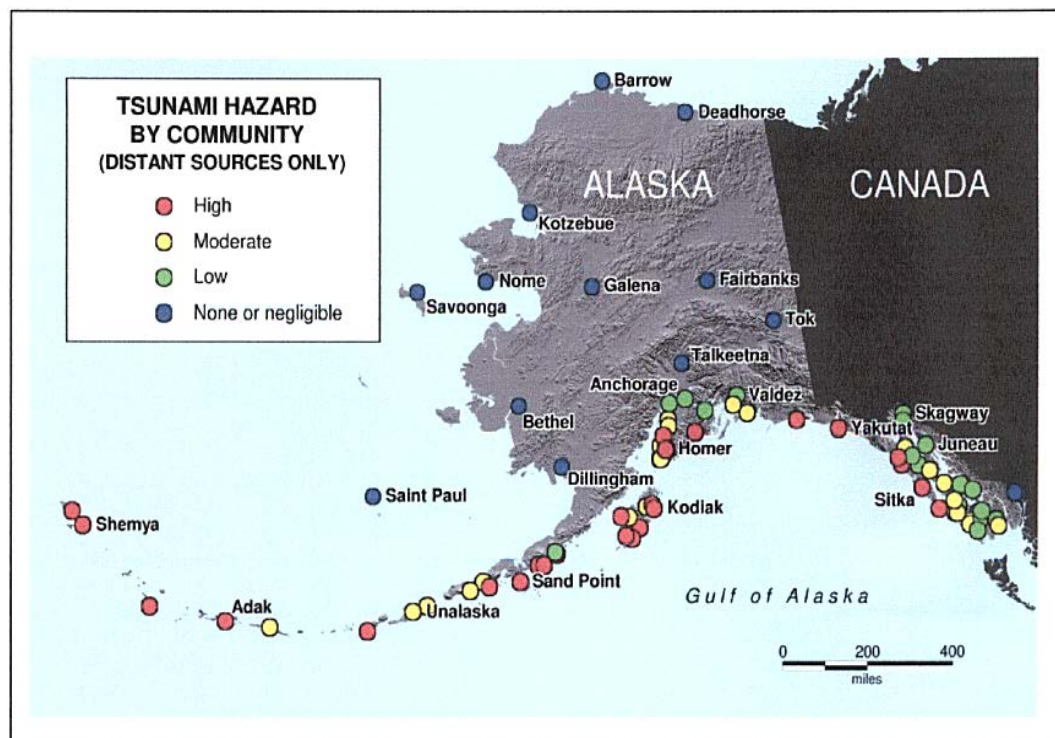 TSUNAMI HAZARD
BY COMMUNITY
(DISTANT SOURCES ONLY)
High
Moderate
Low
None or negligible
Barrow
Deadhorse
ALASKA
CANADA
Kotzebue
Nome
Galena
Fairbanks
Savoonga
Tok
Talkeetna
Anchorage
Valdez
Bethel
Skagway
Yakutat
Juneau
Homer
Dillingham
Saint Paul
Sitka
Kodiak
Shemya
Sand Point
Gulf of Alaska
Adak
Unalaska
0 200 400
miles